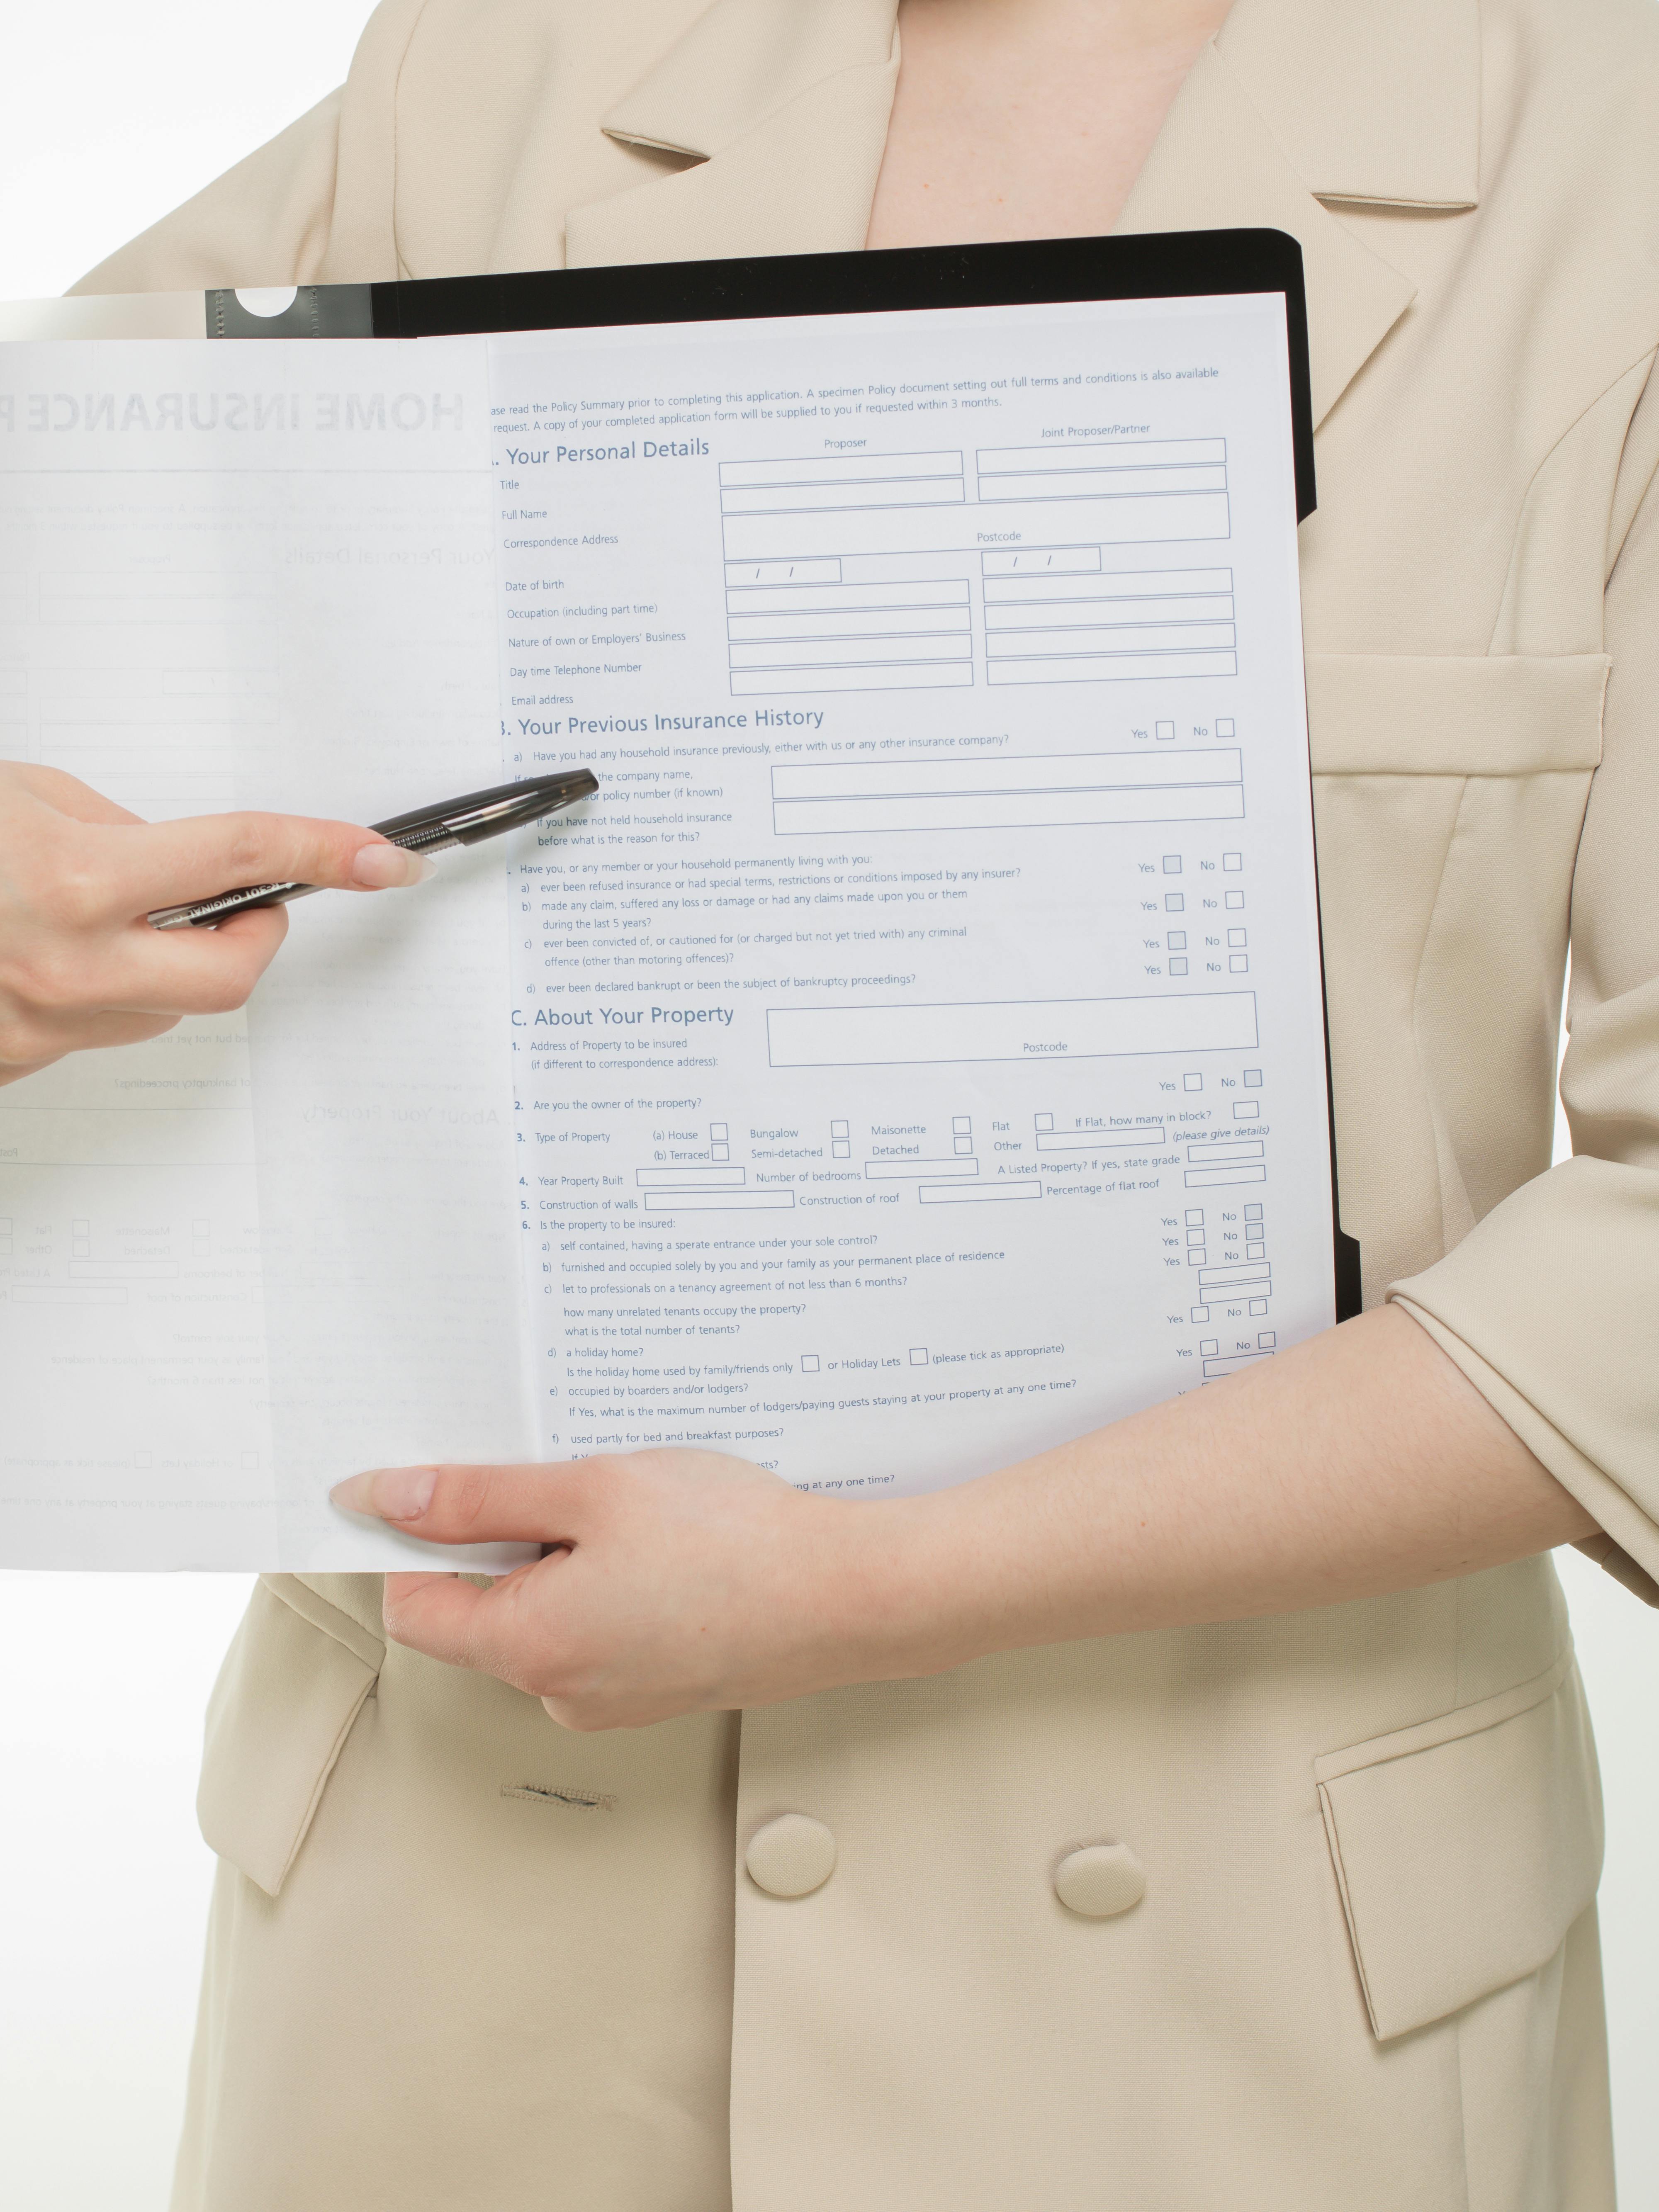 HOME INSURANCE
ase read the Policy Summary prior to completing this application. A specimen Policy document setting out full terms and conditions is also available
request. A copy of your completed application form will be supplied to you if requested within 3 months.
. Your Personal Details
Proposer
Joint Proposer/Partner
Title
Full Name
Correspondence Address
Postcode
Date of birth / / / /
Occupation (including part time)
Nature of own or Employers' Business
Day time Telephone Number
Email address
B. Your Previous Insurance History
a) Have you had any household insurance previously, either with us or any other insurance company? Yes No
If the company name,
/or policy number (if known)
If you have not held household insurance
before what is the reason for this?
. Have you, or any member or your household permanently living with you:
a) ever been refused insurance or had special terms, restrictions or conditions imposed by any insurer? Yes No
b) made any claim, suffered any loss or damage or had any claims made upon you or them Yes No
during the last 5 years?
c) ever been convicted of, or cautioned for (or charged but not yet tried with) any criminal Yes No
offence (other than motoring offences)?
d) ever been declared bankrupt or been the subject of bankruptcy proceedings? Yes No
C. About Your Property
1. Address of Property to be insured
(if different to correspondence address):
Postcode
2. Are you the owner of the property? Yes No
3. Type of Property (a) House Bungalow Maisonette Flat If Flat, how many in block?
(b) Terraced Semi-detached Detached Other (please give details)
4. Year Property Built Number of bedrooms A Listed Property? If yes, state grade
5. Construction of walls Construction of roof Percentage of flat roof
6. Is the property to be insured:
a) self contained, having a sperate entrance under your sole control? Yes No
b) furnished and occupied solely by you and your family as your permanent place of residence Yes No
c) let to professionals on a tenancy agreement of not less than 6 months? Yes No
how many unrelated tenants occupy the property?
what is the total number of tenants?
d) a holiday home? Yes No
Is the holiday home used by family/friends only or Holiday Lets (please tick as appropriate)
e) occupied by boarders and/or lodgers? Yes No
If Yes, what is the maximum number of lodgers/paying guests staying at your property at any one time?
f) used partly for bed and breakfast purposes?
sts?
ng at any one time?
ORIGINAL